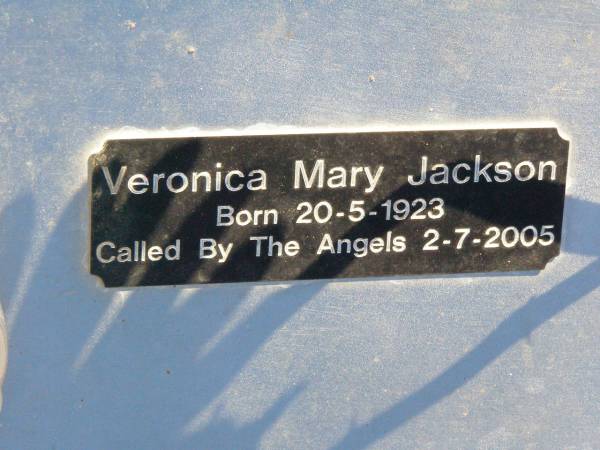 Veronica Mary Jackson
Born 20-5-1923
Called By The Angels 2-7-2005